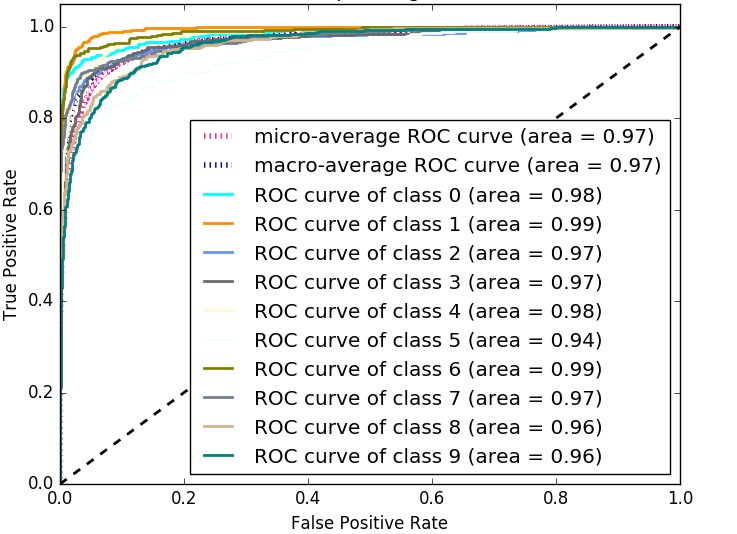 1.0
0.8
0.6
0.4
0.2
0.0
True Positive Rate
micro-average ROC curve (area = 0.97)
macro-average ROC curve (area = 0.97)
ROC curve of class 0 (area = 0.98)
ROC curve of class 1 (area = 0.99)
ROC curve of class 2 (area = 0.97)
ROC curve of class 3 (area = 0.97)
ROC curve of class 4 (area = 0.98)
ROC curve of class 5 (area = 0.94)
ROC curve of class 6 (area = 0.99)
ROC curve of class 7 (area = 0.97)
ROC curve of class 8 (area = 0.96)
ROC curve of class 9 (area = 0.96)
0.0 0.2 0.4 0.6 0.8 1.0
False Positive Rate